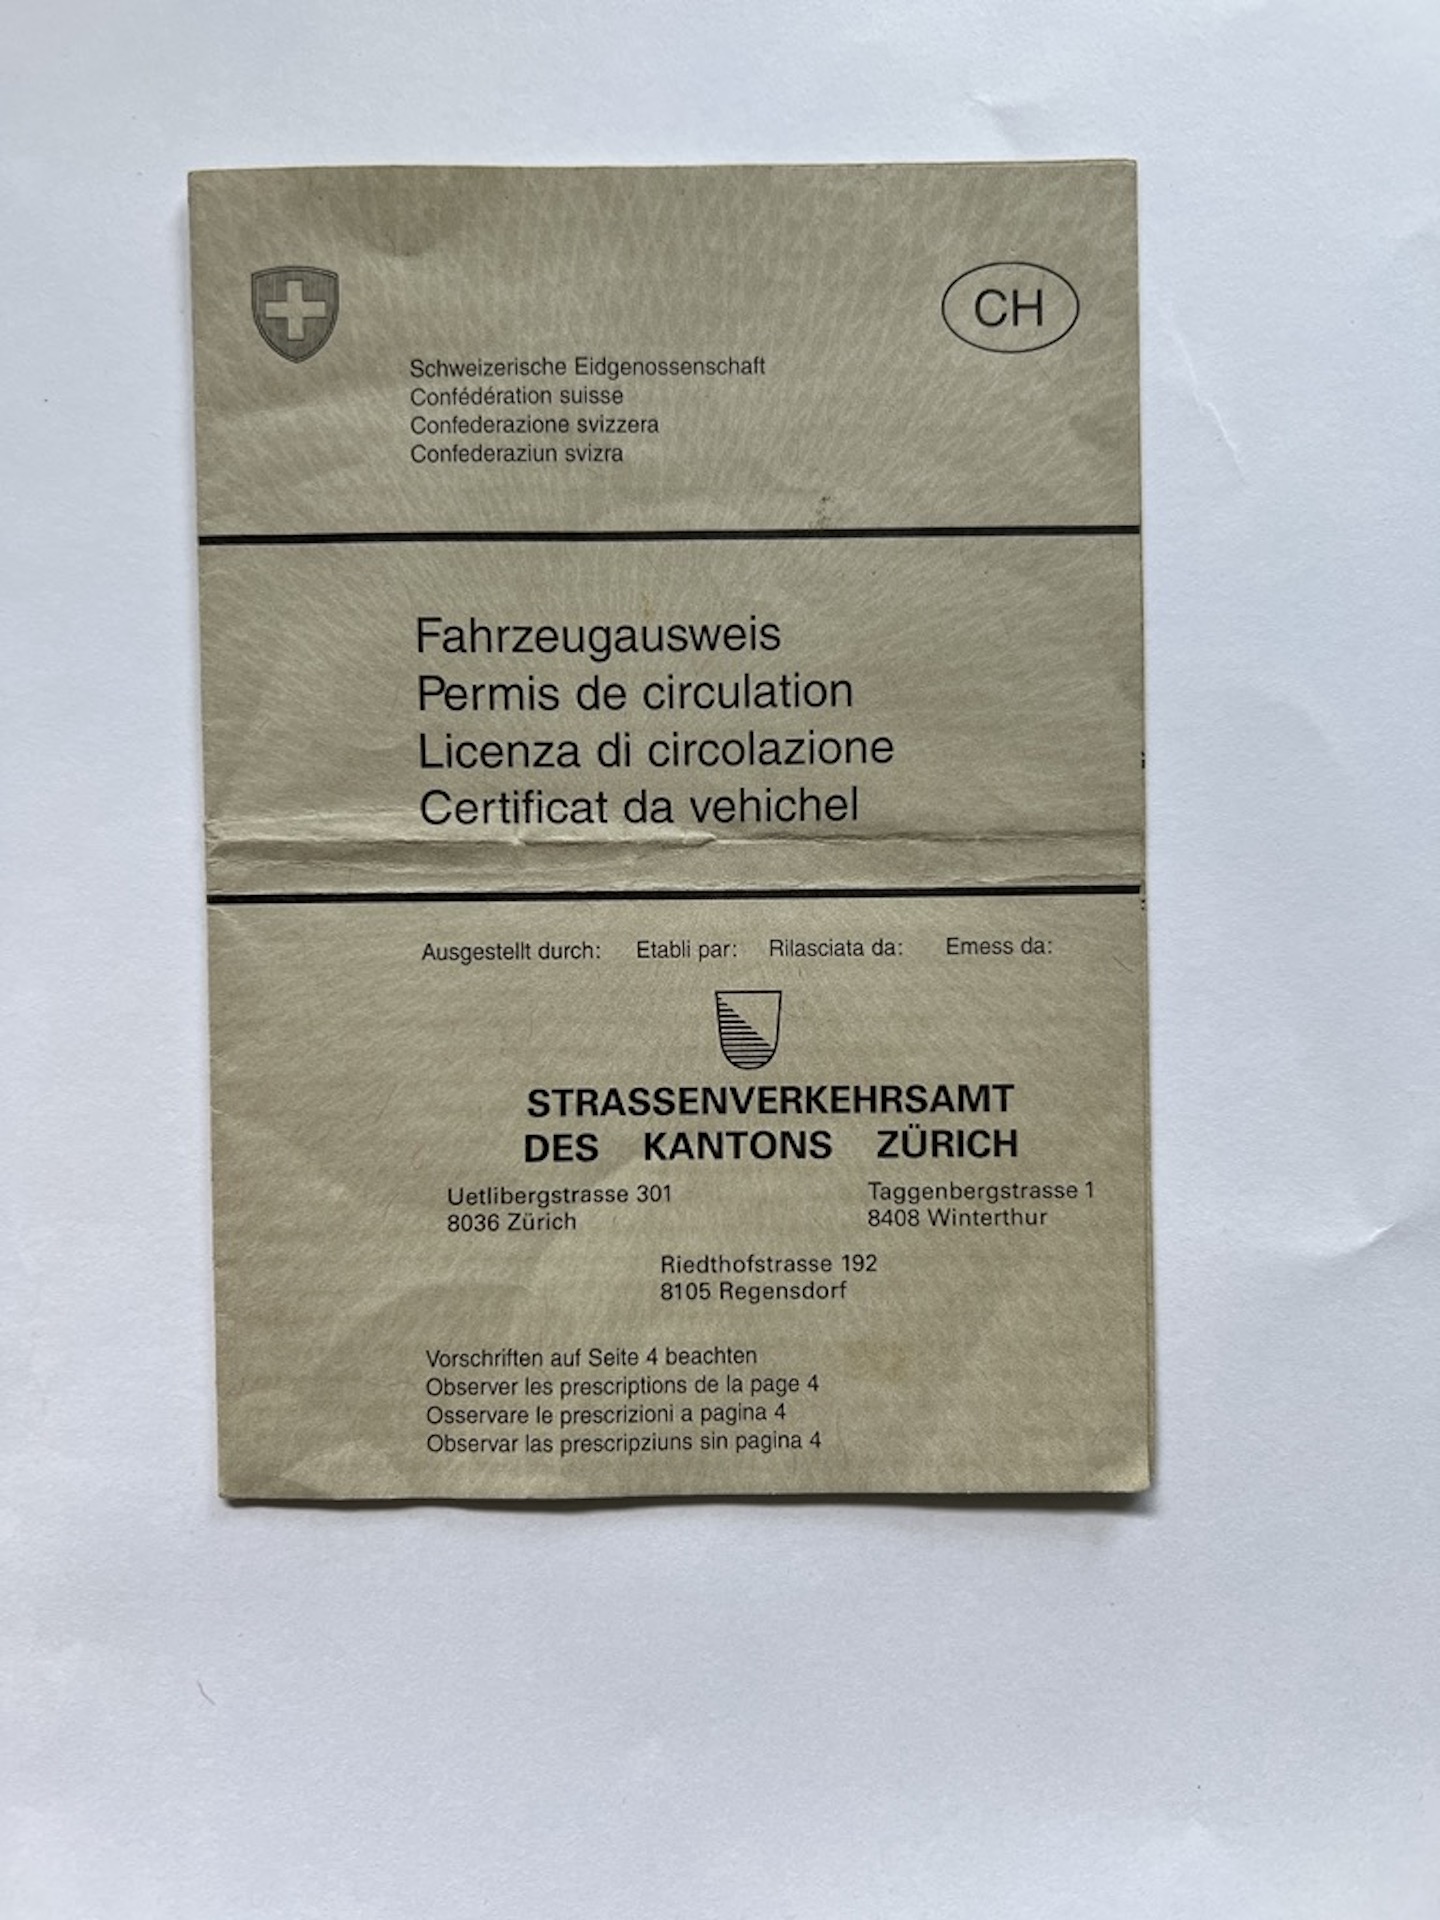 CH
Schweizerische Eidgenossenschaft
Confédération suisse
Confederazione svizzera
Confederaziun svizra
Fahrzeugausweis
Permis de circulation
Licenza di circolazione
Certificat da vehichel
Ausgestellt durch: Etabli par: Rilasciata da: Emess da:
STRASSENVERKEHRSAMT
DES KANTONS ZÜRICH
Uetlibergstrasse 301
8036 Zürich
Taggenbergstrasse 1
8408 Winterthur
Riedthofstrasse 192
8105 Regensdorf
Vorschriften auf Seite 4 beachten
Observer les prescriptions de la page 4
Osservare le prescrizioni a pagina 4
Observar las prescripziuns sin pagina 4